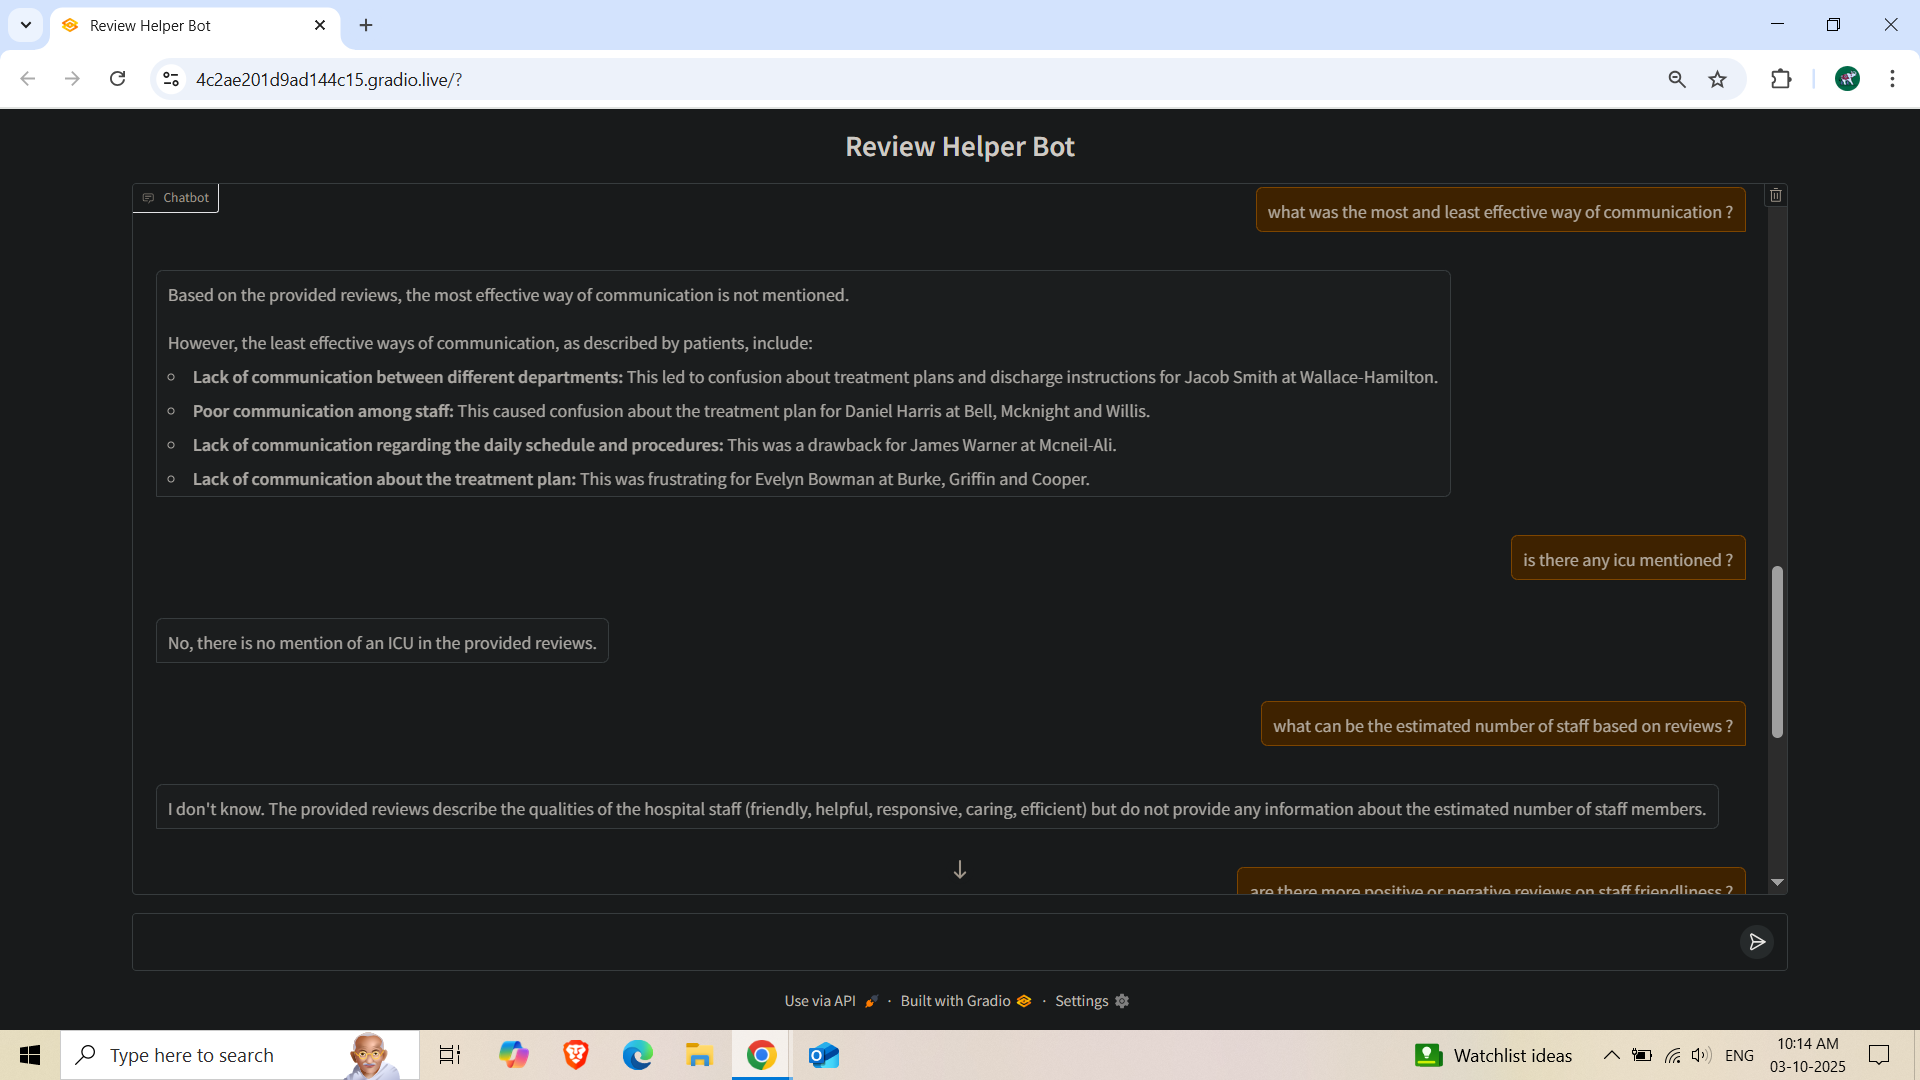 Review Helper Bot
4c2ae201d9ad144c15.gradio.live/?
Review Helper Bot
Chatbot
what was the most and least effective way of communication ?
Based on the provided reviews, the most effective way of communication is not mentioned.
However, the least effective ways of communication, as described by patients, include:
Lack of communication between different departments: This led to confusion about treatment plans and discharge instructions for Jacob Smith at Wallace-Hamilton.
Poor communication among staff: This caused confusion about the treatment plan for Daniel Harris at Bell, Mcknight and Willis.
Lack of communication regarding the daily schedule and procedures: This was a drawback for James Warner at Mcneil-Ali.
Lack of communication about the treatment plan: This was frustrating for Evelyn Bowman at Burke, Griffin and Cooper.
is there any icu mentioned ?
No, there is no mention of an ICU in the provided reviews.
what can be the estimated number of staff based on reviews ?
I don't know. The provided reviews describe the qualities of the hospital staff (friendly, helpful, responsive, caring, efficient) but do not provide any information about the estimated number of staff members.
are there more positive or negative reviews on staff friendliness ?
Use via API · Built with Gradio · Settings
Type here to search
Watchlist ideas
ENG
10:14 AM
03-10-2025